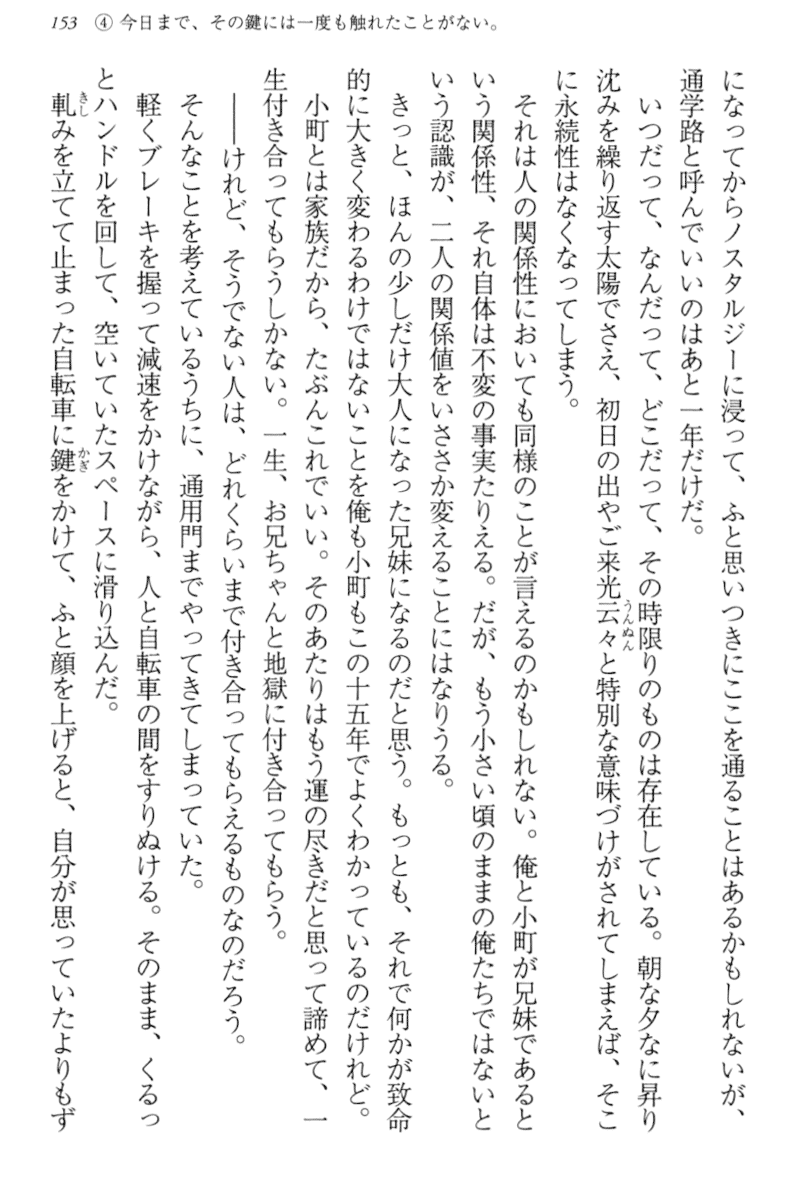 153 ④ 今日まで、その鍵には一度も触れたことがない。
になってからノスタルジーに浸って、ふと思いつきにここを通ることはあるかもしれないが、
通学路と呼んでいいのはあと一年だけだ。
いつだって、なんだって、どこだって、その時限りのものは存在している。朝な夕なに昇り
沈みを繰り返す太陽でさえ、初日の出やご来光云々と特別な意味づけがされてしまえば、そこ
うんぬん
に永続性はなくなってしまう。
それは人の関係性においても同様のことが言えるのかもしれない。俺と小町が兄妹であると
いう関係性、それ自体は不変の事実たりえる。だが、もう小さい頃のままの俺たちではないと
いう認識が、二人の関係値をいささか変えることにはなりうる。
きっと、ほんの少しだけ大人になった兄妹になるのだと思う。もっとも、それで何かが致命
的に大きく変わるわけではないことを俺も小町もこの十五年でよくわかっているのだけれど。
小町とは家族だから、たぶんこれでいい。そのあたりはもう運の尽きだと思って諦めて、一
生付き合ってもらうしかない。一生、お兄ちゃんと地獄に付き合ってもらう。
──けれど、そうでない人は、どれくらいまで付き合ってもらえるものなのだろう。
そんなことを考えているうちに、通用門までやってきてしまっていた。
軽くブレーキを握って減速をかけながら、人と自転車の間をすりぬける。そのまま、くるっ
とハンドルを回して、空いていたスペースに滑り込んだ。
軋みを立てて止まった自転車に鍵をかけて、ふと顔を上げると、自分が思っていたよりもず
きし
かぎ